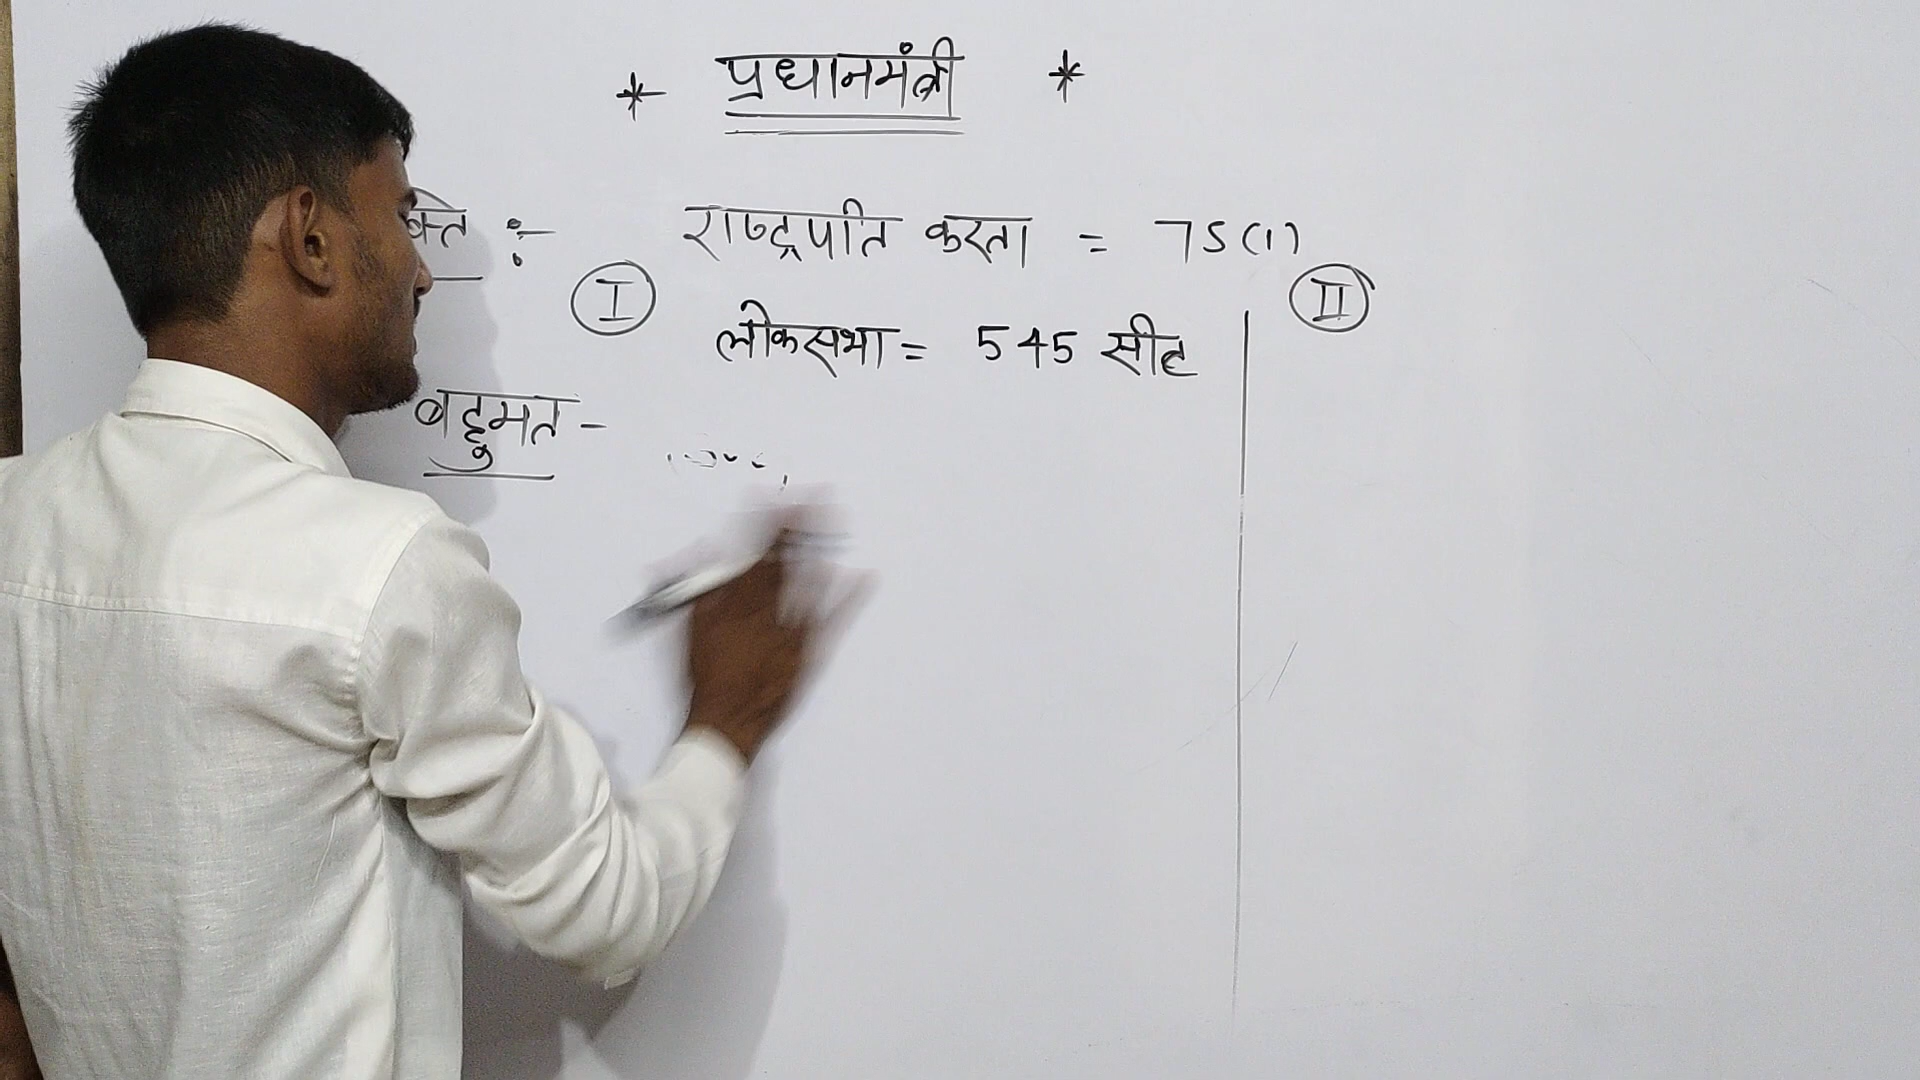 * प्रधानमंत्री *
क्ति :- राष्ट्रपति करता = 75(1)
I II
लोकसभा = 545 सीट
बहुमत -